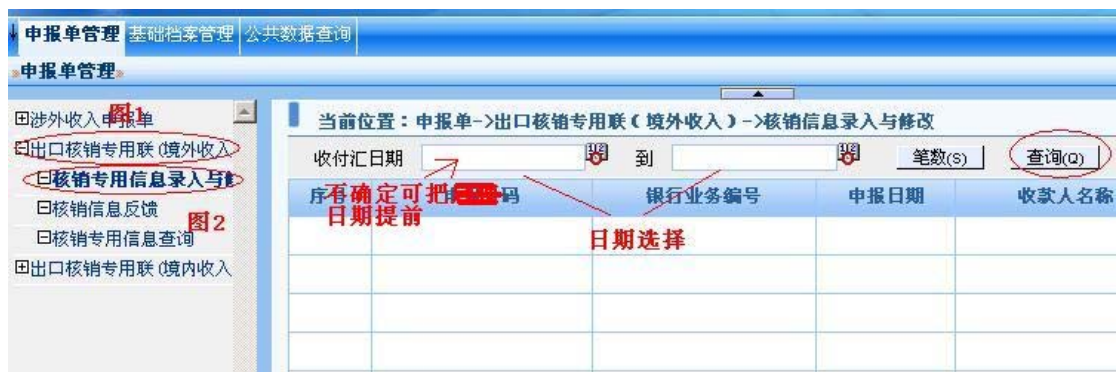 申报单管理 基础档案管理 公共数据查询
申报单管理
涉外收入申报单
图1
出口核销专用联(境外收入
核销专用信息录入与
核销信息反馈
图2
核销专用信息查询
出口核销专用联(境内收入
当前位置：申报单->出口核销专用联(境外收入)->核销信息录入与修改
收付汇日期 到 笔数(S) 查询(Q)
序号 码 银行业务编号 申报日期 收款人名称
不确定可把
日期提前
日期选择